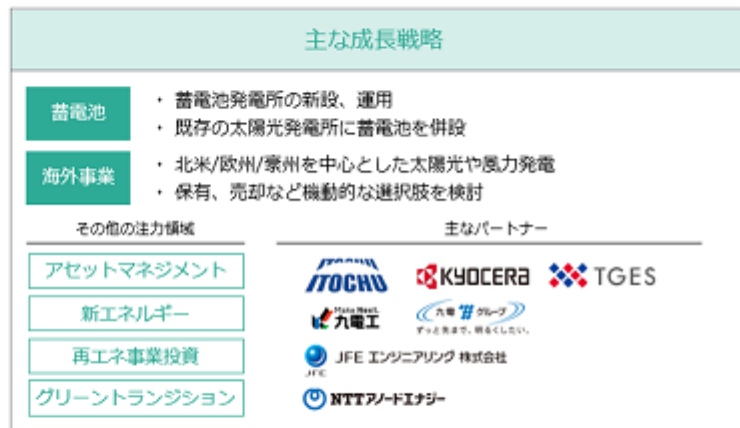 主な成長戦略
蓄電池
・ 蓄電池発電所の新設、運用
・ 既存の太陽光発電所に蓄電池を併設
海外事業
・ 北米/欧州/豪州を中心とした太陽光や風力発電
・ 保有、売却など機動的な選択肢を検討
その他の注力領域
アセットマネジメント
新エネルギー
再エネ事業投資
グリーントランジション
主なパートナー
ITOCHU
ITOCHU
KYOCERA
TGES
九電工
九電グループ
ずっと先まで、明るくしたい。
JFE
JFE エンジニアリング 株式会社
NTTアノードエナジー